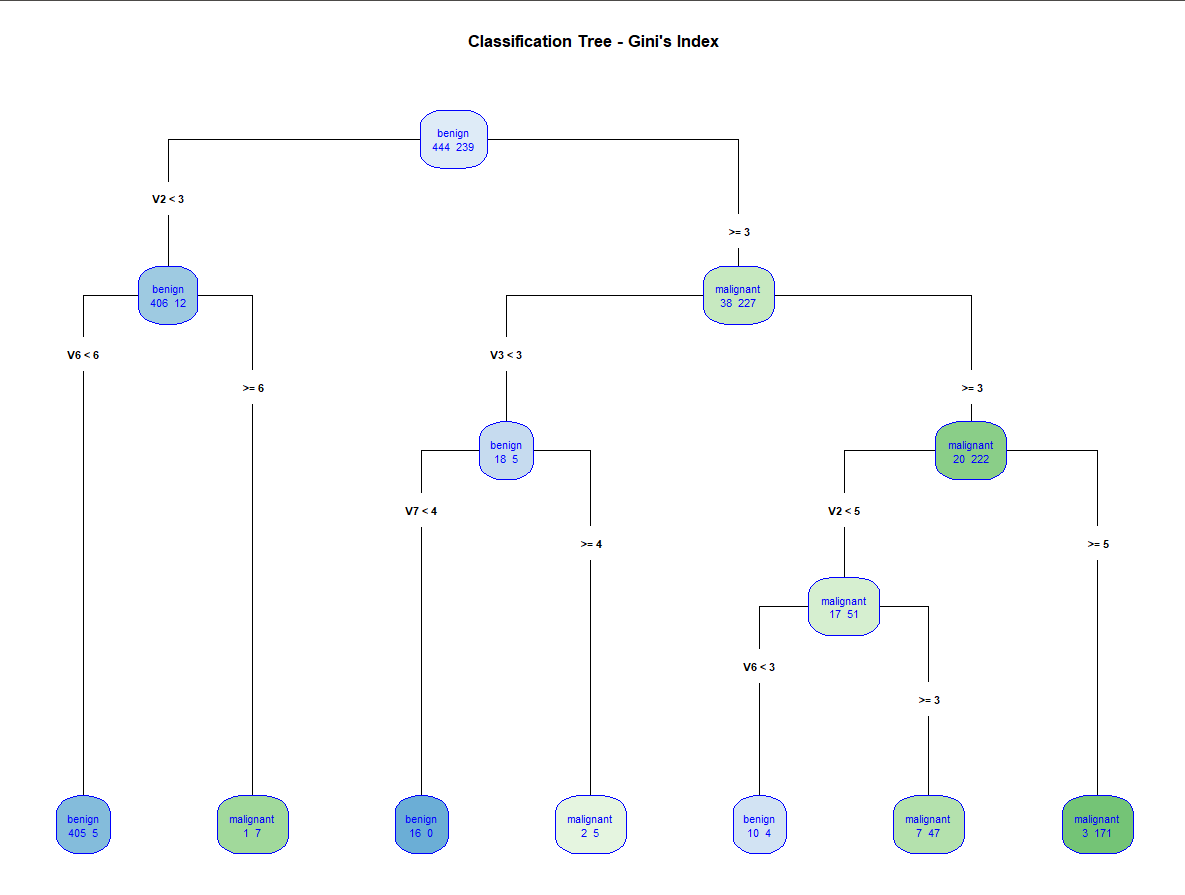 Classification Tree - Gini's Index
benign
444 239
V2 < 3
>= 3
benign
406 12
malignant
38 227
V6 < 6
>= 6
V3 < 3
>= 3
benign
18 5
malignant
20 222
V7 < 4
>= 4
V2 < 5
>= 5
malignant
17 51
V6 < 3
>= 3
benign
405 5
malignant
1 7
benign
16 0
malignant
2 5
benign
10 4
malignant
7 47
malignant
3 171